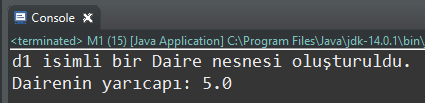 Console
<terminated> M1 (15) [Java Application] C:\Program Files\Java\jdk-14.0.1\bin\
d1 isimli bir Daire nesnesi oluşturuldu.
Dairenin yarıcapı: 5.0